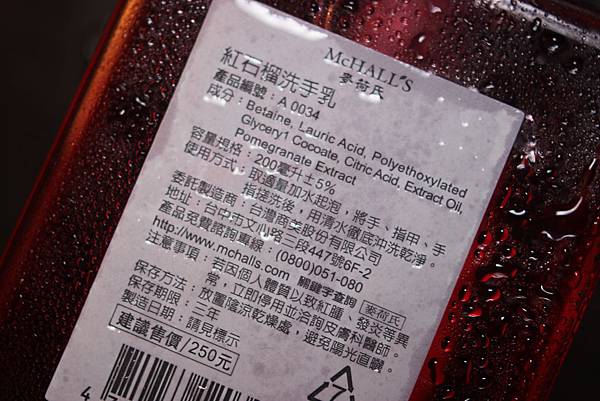 McHALL'S
麥荷氏
紅石榴洗手乳
產品編號：A 0034
成分：Betaine, Lauric Acid, Polyethoxylated
Glycery1 Cocoate, Citric Acid, Extract Oil,
Pomegranate Extract
容量規格：200毫升±5%
使用方式：取適量加水起泡，將手、指甲、手
指搓洗後，用清水徹底沖洗乾淨。
委託製造商：台灣商美股份有限公司
地址：台中市文心路三段447號6F-2
產品免費諮詢專線：(0800)051-080
http://www.mchalls.com 關鍵字查詢 麥荷氏
注意事項：若因個人體質以致紅腫、發炎等異
常，立即停用並洽詢皮膚科醫師。
保存方法：放置陰涼乾燥處，避免陽光直曬。
保存期限：三年
製造日期：請見標示
建議售價/250元
4 7
7